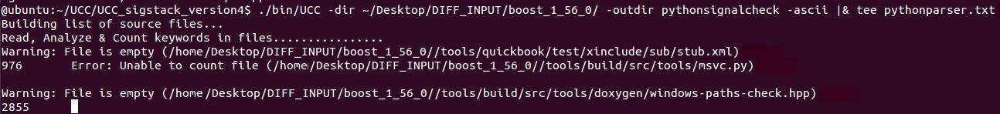 @ubuntu:~/UCC/UCC_sigstack_version4$ ./bin/UCC -dir ~/Desktop/DIFF_INPUT/boost_1_56_0/ -outdir pythonsignalcheck -ascii |& tee pythonparser.txt
Building list of source files...
Read, Analyze & Count keywords in files................
Warning: File is empty (/home/Desktop/DIFF_INPUT/boost_1_56_0//tools/quickbook/test/xinclude/sub/stub.xml)
976 Error: Unable to count file (/home/Desktop/DIFF_INPUT/boost_1_56_0//tools/build/src/tools/msvc.py)
Warning: File is empty (/home/Desktop/DIFF_INPUT/boost_1_56_0//tools/build/src/tools/doxygen/windows-paths-check.hpp)
2855